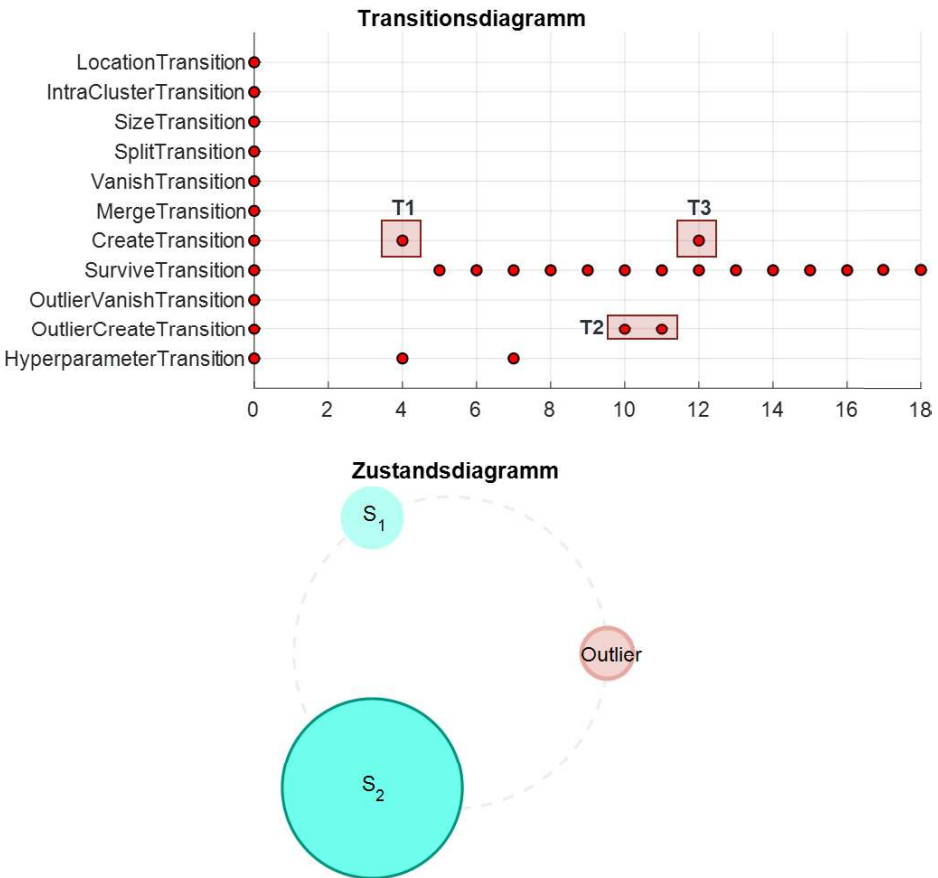 Transitionsdiagramm
LocationTransition
IntraClusterTransition
SizeTransition
SplitTransition
VanishTransition
MergeTransition
T1
T3
CreateTransition
SurviveTransition
OutlierVanishTransition
OutlierCreateTransition
T2
HyperparameterTransition
0 2 4 6 8 10 12 14 16 18
Zustandsdiagramm
S1
Outlier
S2